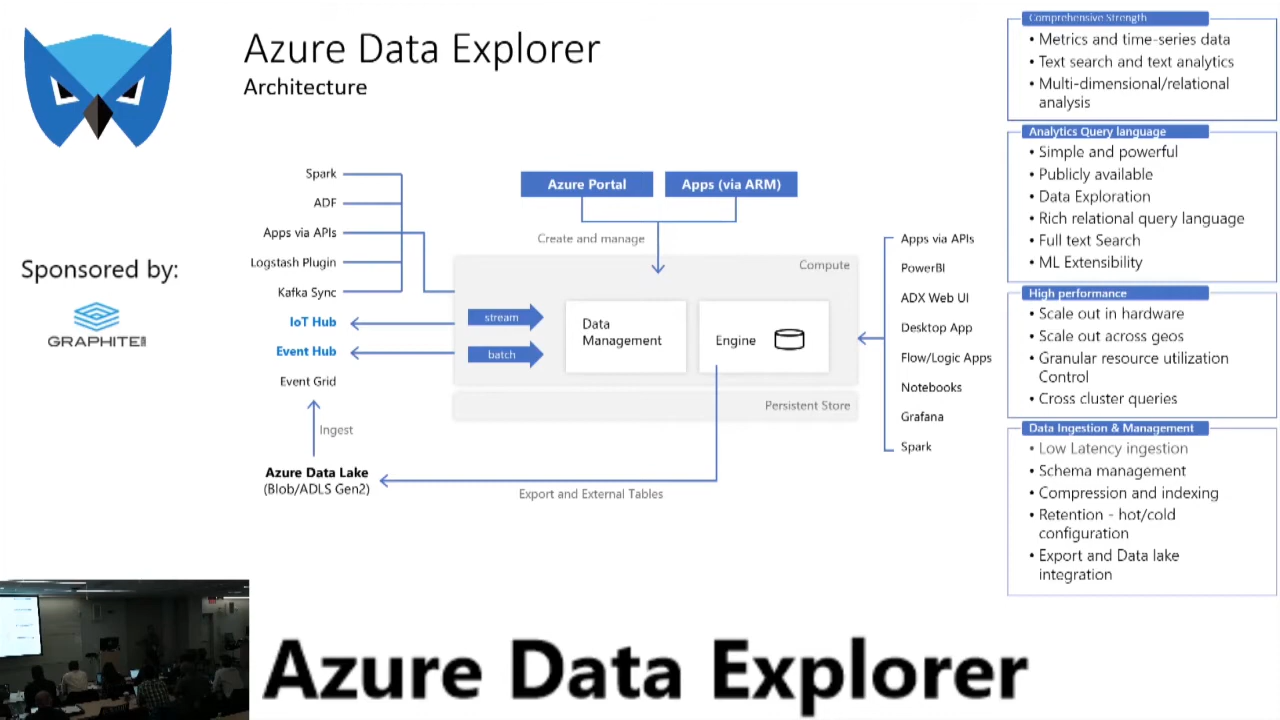 Azure Data Explorer
Architecture
Sponsored by:
GRAPHITE
Spark
ADF
Apps via APIs
Logstash Plugin
Kafka Sync
IoT Hub
Event Hub
Event Grid
Ingest
Azure Data Lake
(Blob/ADLS Gen2)
Azure Portal
Apps (via ARM)
Create and manage
Compute
stream
batch
Data
Management
Engine
Persistent Store
Export and External Tables
Apps via APIs
PowerBI
ADX Web UI
Desktop App
Flow/Logic Apps
Notebooks
Grafana
Spark
Comprehensive Strength
• Metrics and time-series data
• Text search and text analytics
• Multi-dimensional/relational
analysis
Analytics Query language
• Simple and powerful
• Publicly available
• Data Exploration
• Rich relational query language
• Full text Search
• ML Extensibility
High performance
• Scale out in hardware
• Scale out across geos
• Granular resource utilization
Control
• Cross cluster queries
Data Ingestion & Management
• Low Latency ingestion
• Schema management
• Compression and indexing
• Retention - hot/cold
configuration
• Export and Data lake
integration
Azure Data Explorer